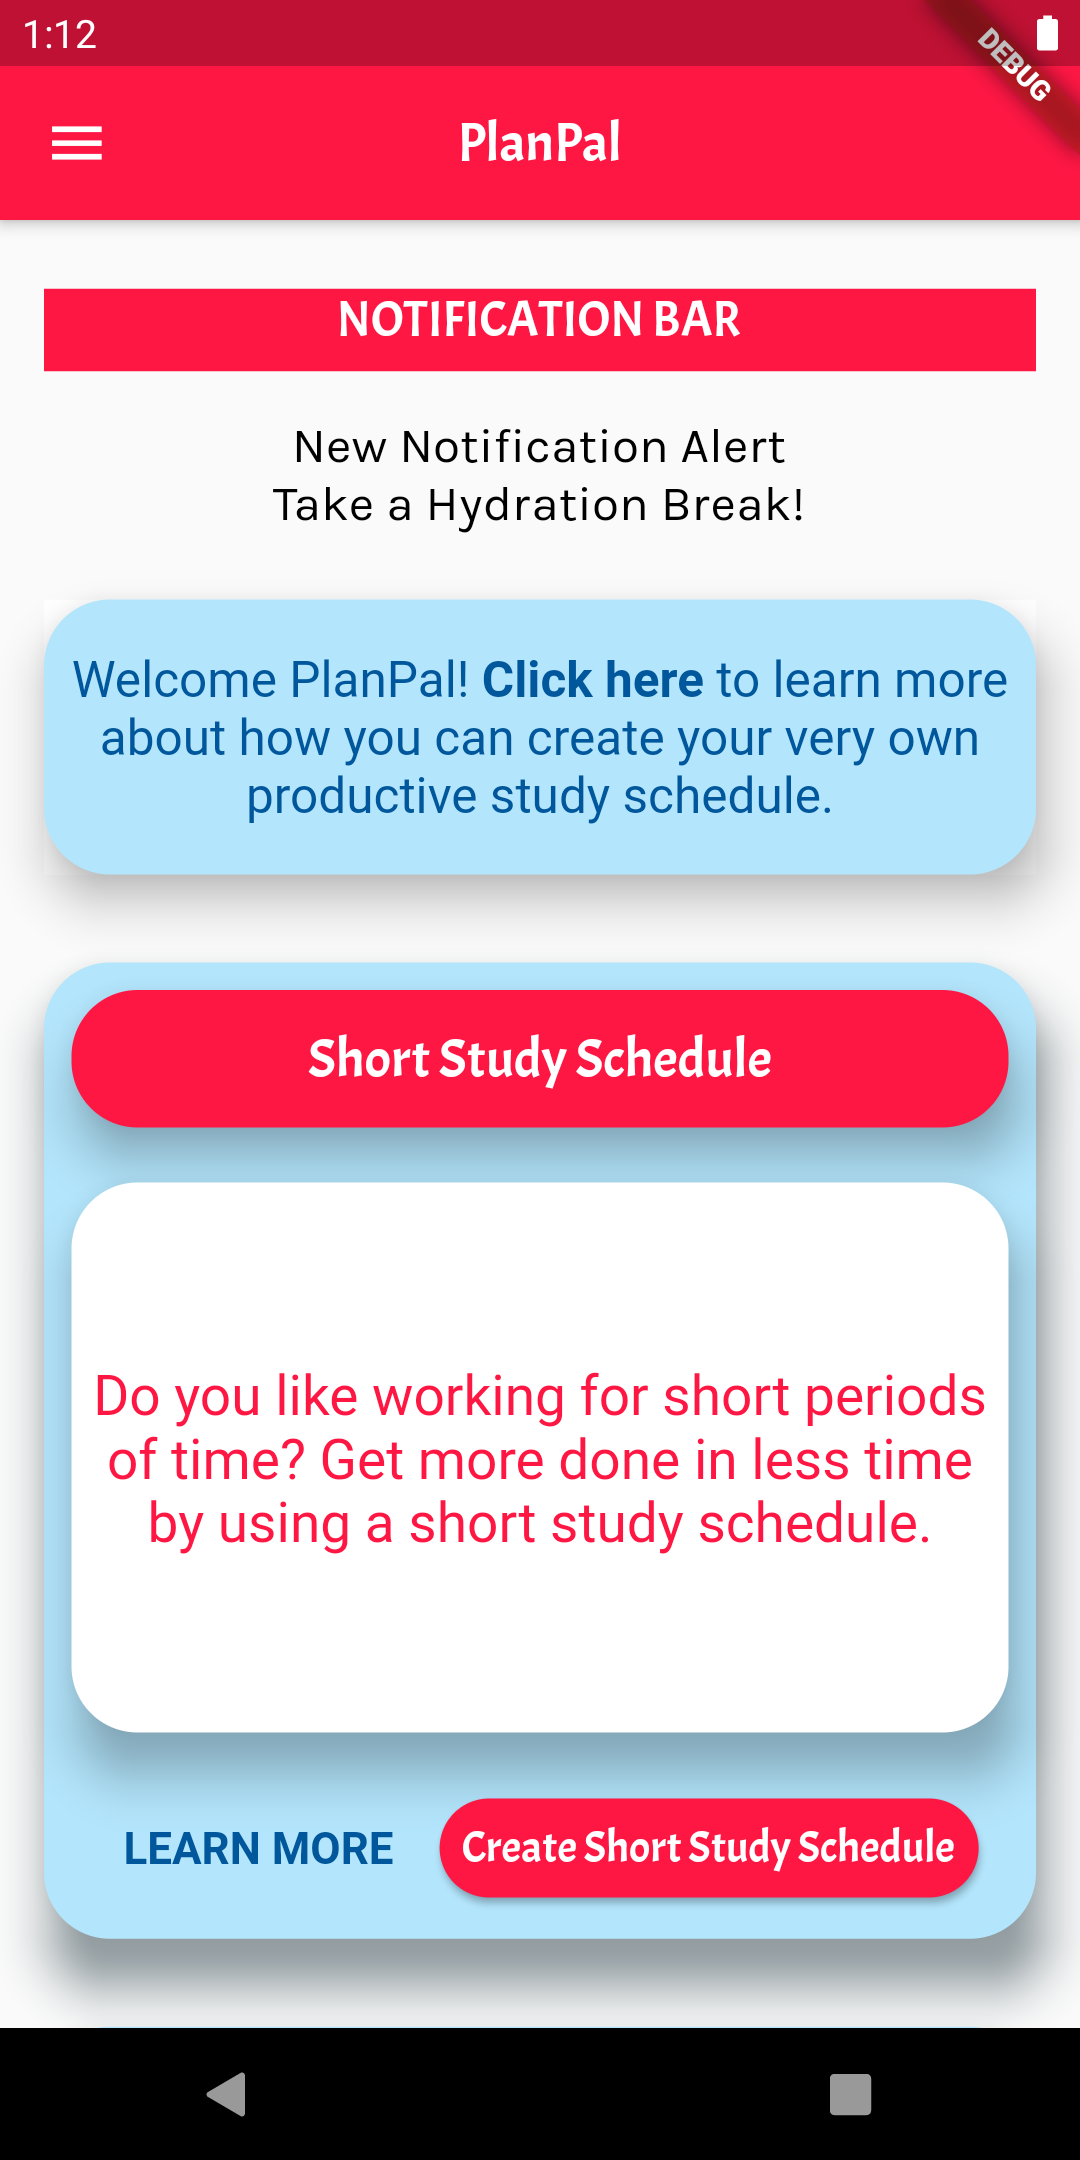 1:12
DEBUG
PlanPal
NOTIFICATION BAR
New Notification Alert
Take a Hydration Break!
Welcome PlanPal! Click here to learn more
about how you can create your very own
productive study schedule.
Short Study Schedule
Do you like working for short periods
of time? Get more done in less time
by using a short study schedule.
LEARN MORE
Create Short Study Schedule